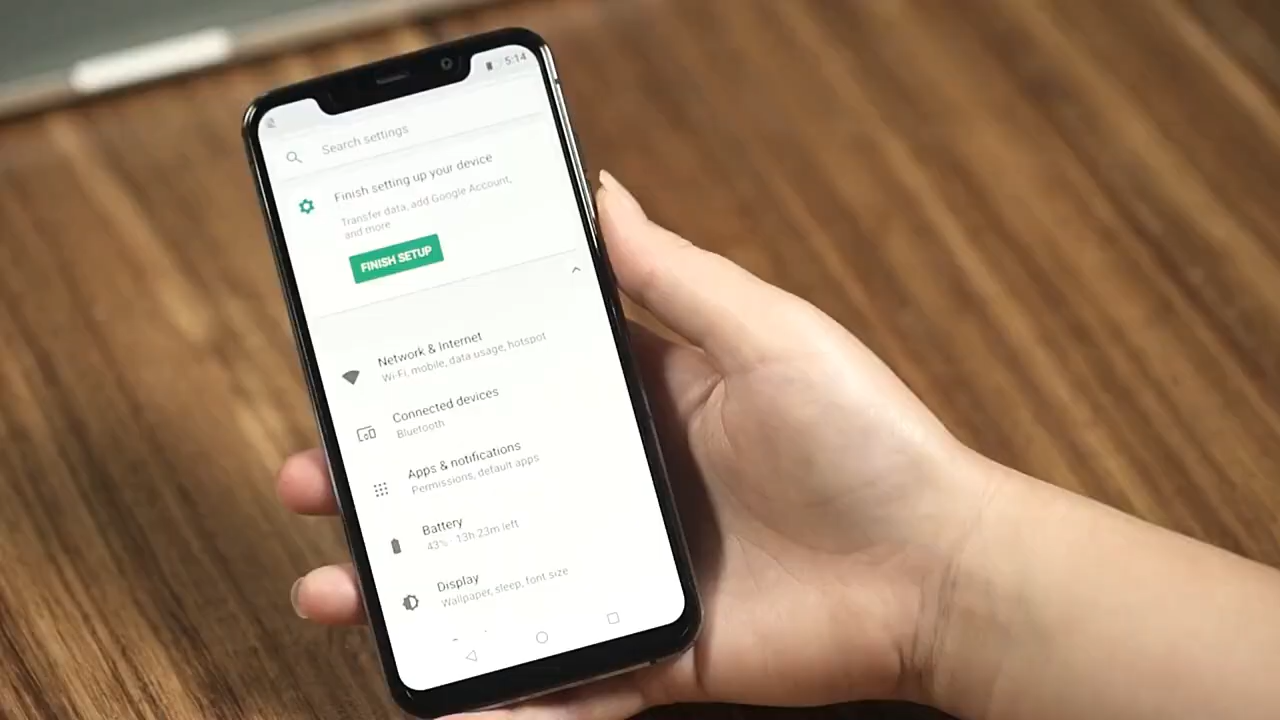 5:14
Search settings
Finish setting up your device
Transfer data, add Google Account,
and more
FINISH SETUP
Network & Internet
Wi-Fi, mobile, data usage, hotspot
Connected devices
Bluetooth
Apps & notifications
Permissions, default apps
Battery
43% · 13h 23m left
Display
Wallpaper, sleep, font size